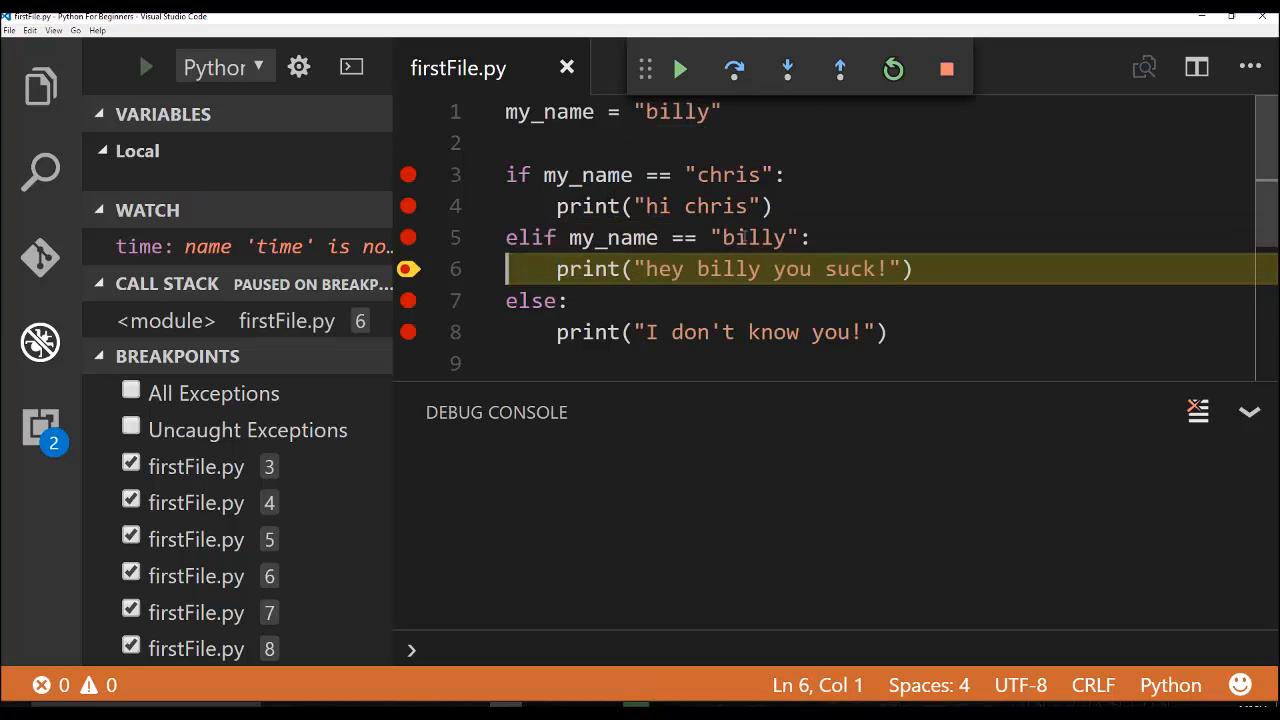 firstFile.py - Python For Beginners - Visual Studio Code
File Edit View Go Help
Python
firstFile.py
VARIABLES
Local
WATCH
time: name 'time' is no...
CALL STACK PAUSED ON BREAKP...
<module> firstFile.py 6
BREAKPOINTS
All Exceptions
Uncaught Exceptions
firstFile.py 3
firstFile.py 4
firstFile.py 5
firstFile.py 6
firstFile.py 7
firstFile.py 8
2
1 my_name = "billy"
2
3 if my_name == "chris":
4 print("hi chris")
5 elif my_name == "billy":
6 print("hey billy you suck!")
7 else:
8 print("I don't know you!")
9
DEBUG CONSOLE
0 0 Ln 6, Col 1 Spaces: 4 UTF-8 CRLF Python